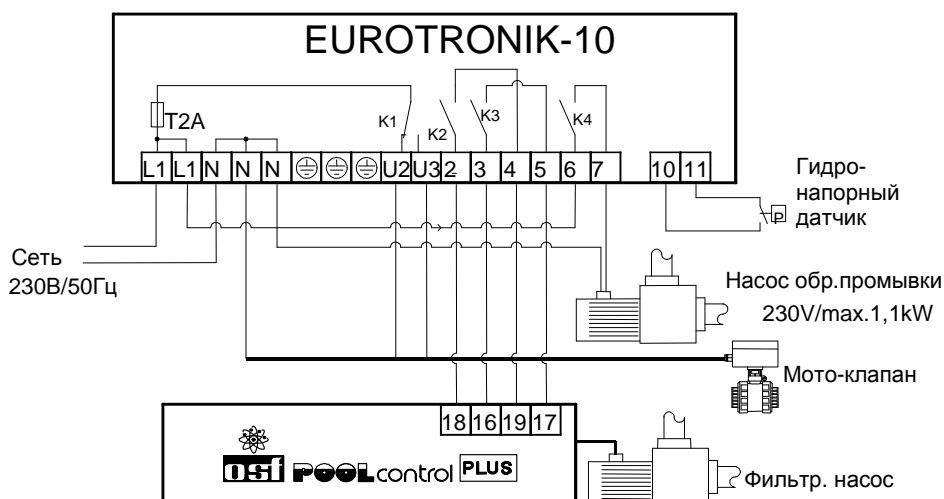 EUROTRONIK-10
T2A
K1
K2
K3
K4
L1 L1 N N N U2 U3 2 3 4 5 6 7 10 11
Гидро-
напорный
датчик
P
Сеть
230В/50Гц
Насос обр.промывки
230V/max.1,1kW
Мото-клапан
18 16 19 17
osf POOL control PLUS
Фильтр. насос